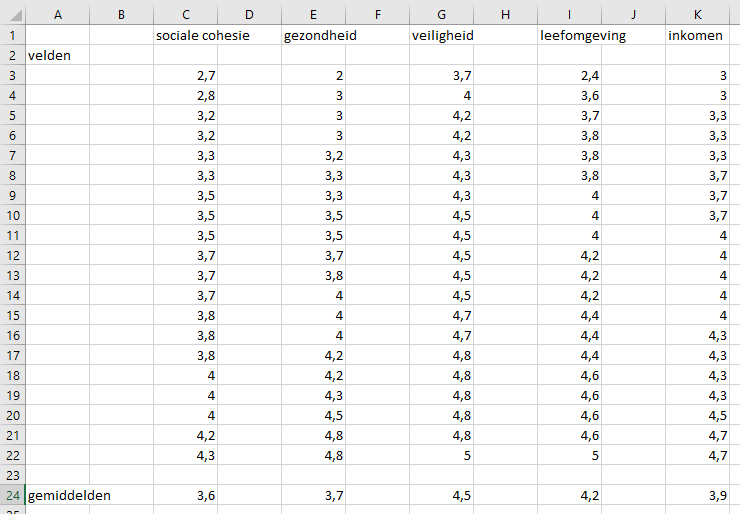 A B C D E F G H I J K
1 sociale cohesie gezondheid veiligheid leefomgeving inkomen
2 velden
3 2,7 2 3,7 2,4 3
4 2,8 3 4 3,6 3
5 3,2 3 4,2 3,7 3,3
6 3,2 3 4,2 3,8 3,3
7 3,3 3,2 4,3 3,8 3,3
8 3,3 3,3 4,3 3,8 3,7
9 3,5 3,3 4,3 4 3,7
10 3,5 3,5 4,5 4 3,7
11 3,5 3,5 4,5 4 4
12 3,7 3,7 4,5 4,2 4
13 3,7 3,8 4,5 4,2 4
14 3,7 4 4,5 4,2 4
15 3,8 4 4,7 4,4 4
16 3,8 4 4,7 4,4 4,3
17 3,8 4,2 4,8 4,4 4,3
18 4 4,2 4,8 4,6 4,3
19 4 4,3 4,8 4,6 4,3
20 4 4,5 4,8 4,6 4,5
21 4,2 4,8 4,8 4,6 4,7
22 4,3 4,8 5 5 4,7
23
24 gemiddelden 3,6 3,7 4,5 4,2 3,9